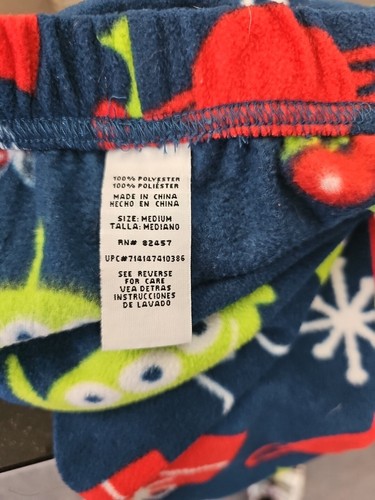 100% POLYESTER
100% POLIÉSTER
MADE IN CHINA
HECHO EN CHINA
SIZE: MEDIUM
TALLA: MEDIANO
RN# 82457
UPC#714147410386
SEE REVERSE
FOR CARE
VEA DETRAS
INSTRUCCIONES
DE LAVADO